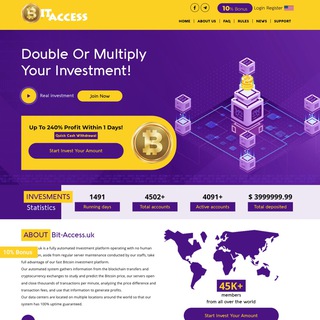 BIT ACCESS
HOME
ABOUT US
FAQ
RULES
NEWS
SUPPORT
10% Bonus
Login Register
Double Or Multiply
Your Investment!
Real Investment
Join Now
Up To 240% Profit Within 1 Days!
Quick Cash Withdrawal!
Start Invest Your Amount
INVESMENTS
Statistics
1491
Running days
4502+
Total accounts
4091+
Active accounts
$ 3999999.99
Total deposited
ABOUT Bit-Access.uk
10% Bonus
.uk is a fully automated investment platform operating with no human
, aside from regular server maintenance conducted by our staffs, take
full advantage of our fast Bitcoin investment platform.
Our automated system gathers information from the blockchain transfers and
cryptocurrency exchanges to study and predict the Bitcoin price, our servers open
and close thousands of transactions per minute, analyzing the price difference and
transaction fees, and use that information to generate profits.
Our data centers are located on multiple locations around the world so that our system
has 100% uptime guaranteed.
45K+
members
from all over the world
Start Invest Your Amount